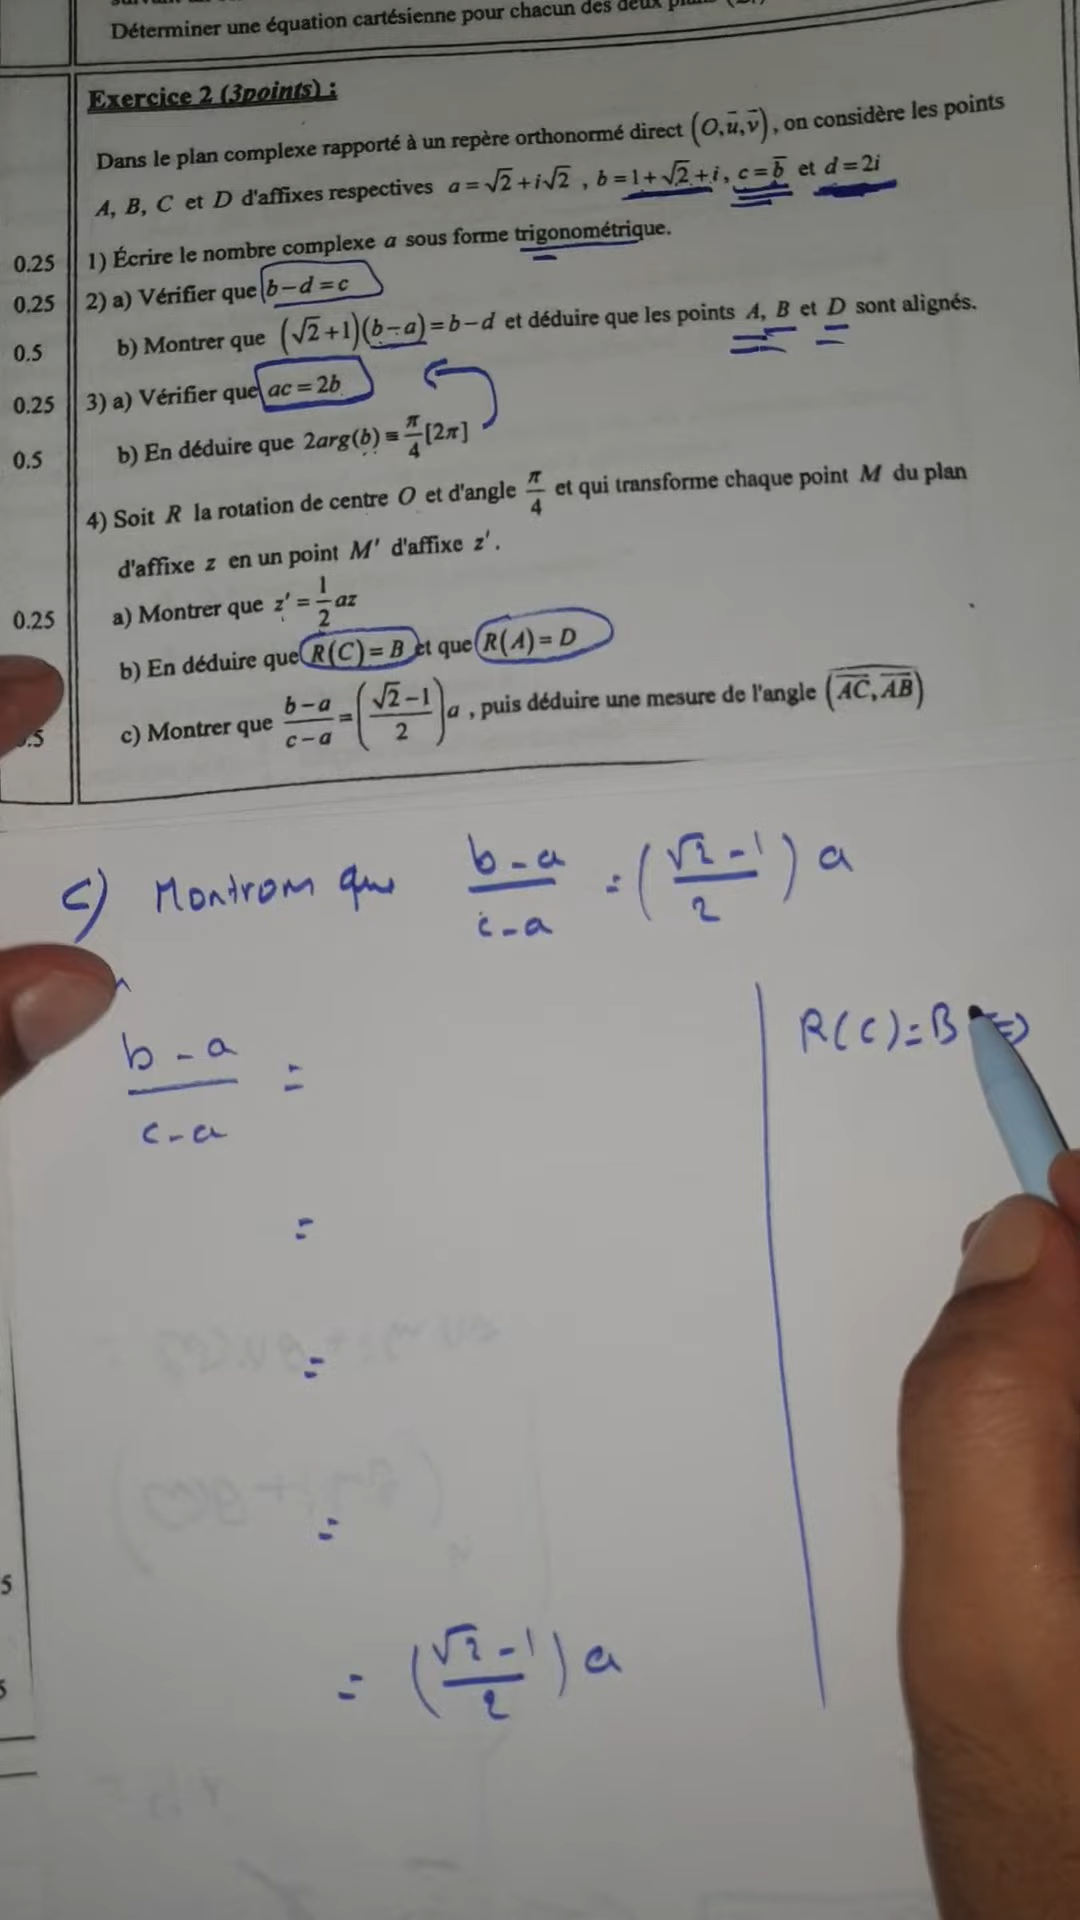 Déterminer une équation cartésienne pour chacun des deux
Exercice 2 (3points) :
Dans le plan complexe rapporté à un repère orthonormé direct (O,u⃗,v⃗), on considère les points
A, B, C et D d'affixes respectives a=√2+i√2 , b=1+√2+i, c=b̄ et d=2i
0.25 1) Écrire le nombre complexe a sous forme trigonométrique.
0.25 2) a) Vérifier que b−d=c
0.5 b) Montrer que (√2+1)(b−a)=b−d et déduire que les points A, B et D sont alignés.
0.25 3) a) Vérifier que ac=2b
0.5 b) En déduire que 2arg(b)≡π/4[2π]
4) Soit R la rotation de centre O et d'angle π/4 et qui transforme chaque point M du plan
d'affixe z en un point M' d'affixe z'.
0.25 a) Montrer que z'=1/2az
b) En déduire que R(C)=B et que R(A)=D
.5 c) Montrer que (b−a)/(c−a)=((√2−1)/2)a , puis déduire une mesure de l'angle (AC⃗,AB⃗)
c) Montrons que (b-a)/(c-a) = ((√2-1)/2) a
(b-a)/(c-a) =
R(C)=B ⇒
=
=
=
= ((√2-1)/2) a
5
5